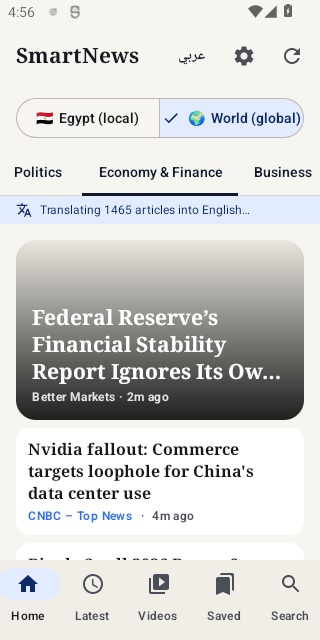 4:56
SmartNews
عربي
Egypt (local)
World (global)
Politics
Economy & Finance
Business
Translating 1465 articles into English…
Federal Reserve’s
Financial Stability
Report Ignores Its Ow…
Better Markets · 2m ago
Nvidia fallout: Commerce
targets loophole for China's
data center use
CNBC – Top News · 4m ago
Home
Latest
Videos
Saved
Search